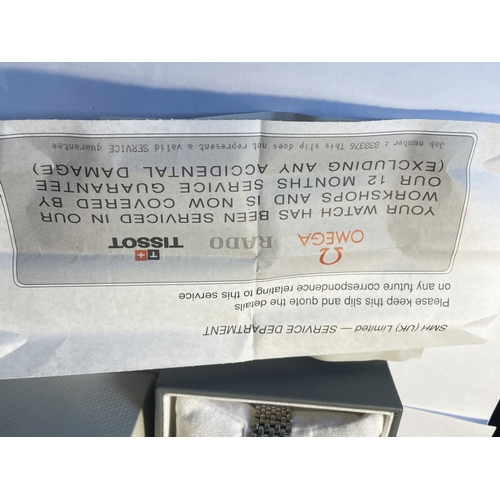 SMH (UK) Limited — SERVICE DEPARTMENT
Please keep this slip and quote the details
on any future correspondence relating to this service
Ω OMEGA RADO T+ TISSOT
YOUR WATCH HAS BEEN SERVICED IN OUR
WORKSHOPS AND IS NOW COVERED BY
OUR 12 MONTHS SERVICE GUARANTEE
(EXCLUDING ANY ACCIDENTAL DAMAGE)
Job number : 833376 This slip does not represent a valid SERVICE guarantee